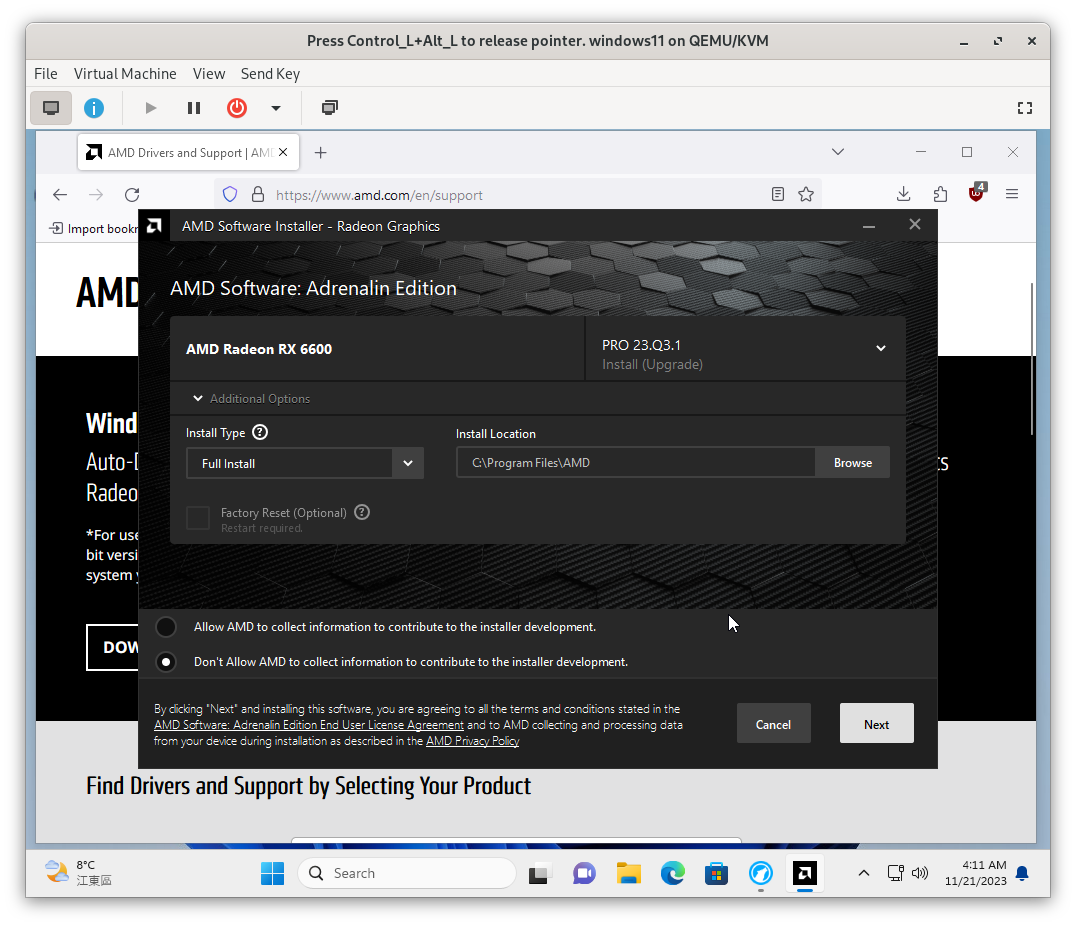 Press Control_L+Alt_L to release pointer. windows11 on QEMU/KVM
File Virtual Machine View Send Key
AMD Drivers and Support | AMD
https://www.amd.com/en/support
4
Import bookm
AMD Software Installer - Radeon Graphics
AMD
AMD Software: Adrenalin Edition
AMD Radeon RX 6600
PRO 23.Q3.1
Install (Upgrade)
Additional Options
Install Type ?
Install Location
Full Install
C:\Program Files\AMD
Browse
Factory Reset (Optional) ?
Restart required.
Wind
Auto-D
ts
Radeo
*For use
bit versi
system y
DOW
Allow AMD to collect information to contribute to the installer development.
Don't Allow AMD to collect information to contribute to the installer development.
By clicking "Next" and installing this software, you are agreeing to all the terms and conditions stated in the
AMD Software: Adrenalin Edition End User License Agreement and to AMD collecting and processing data
from your device during installation as described in the AMD Privacy Policy
Cancel
Next
Find Drivers and Support by Selecting Your Product
8°C
江東區
Search
4:11 AM
11/21/2023